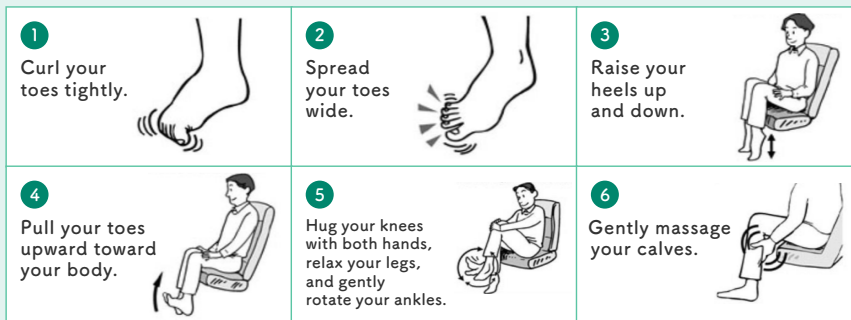 1
Curl your
toes tightly.
2
Spread
your toes
wide.
3
Raise your
heels up
and down.
4
Pull your toes
upward toward
your body.
5
Hug your knees
with both hands,
relax your legs,
and gently
rotate your ankles.
6
Gently massage
your calves.